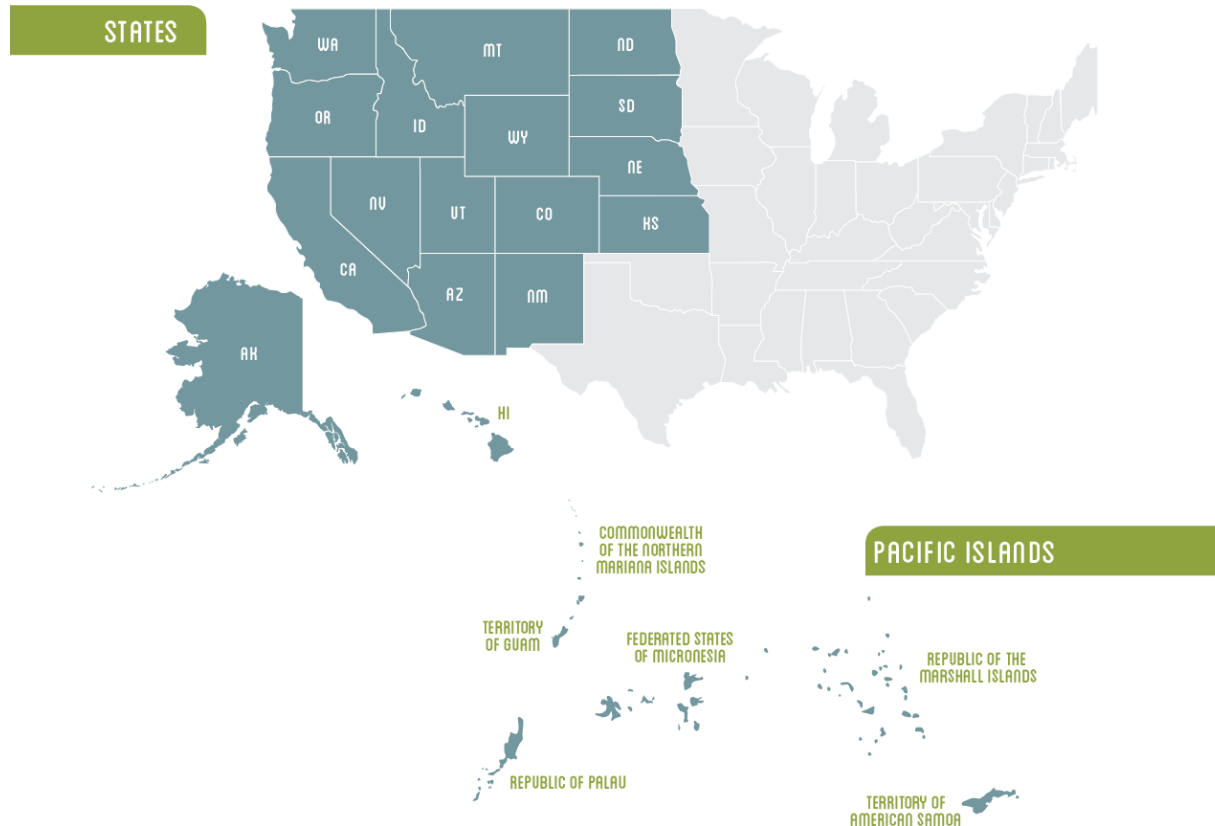 STATES
WA
MT
ND
OR
ID
WY
SD
NE
NV
UT
CO
KS
CA
AZ
NM
AK
HI
COMMONWEALTH
OF THE NORTHERN
MARIANA ISLANDS
PACIFIC ISLANDS
TERRITORY
OF GUAM
FEDERATED STATES
OF MICRONESIA
REPUBLIC OF THE
MARSHALL ISLANDS
REPUBLIC OF PALAU
TERRITORY OF
AMERICAN SAMOA